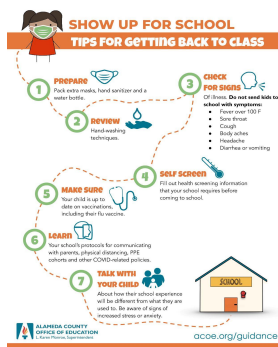 SHOW UP FOR SCHOOL
TIPS FOR GETTING BACK TO CLASS
1
PREPARE
Pack extra masks, hand sanitizer and a
water bottle.
2
REVIEW
Hand-washing
techniques.
3
CHECK
FOR SIGNS
Of illness. Do not send kids to
school with symptoms:
• Fever over 100 F
• Sore throat
• Cough
• Body aches
• Headache
• Diarrhea or vomiting
4
SELF SCREEN
Fill out health screening information
that your school requires before
coming to school.
5
MAKE SURE
Your child is up to
date on vaccinations,
including their flu vaccine.
6
LEARN
Your school's protocols for communicating
with parents, physical distancing, PPE
cohorts and other COVID-related policies.
7
TALK WITH
YOUR CHILD
About how their school experience
will be different from what they are
used to. Be aware of signs of
increased stress or anxiety.
SCHOOL
ALAMEDA COUNTY
OFFICE OF EDUCATION
L. Karen Monroe, Superintendent
acoe.org/guidance